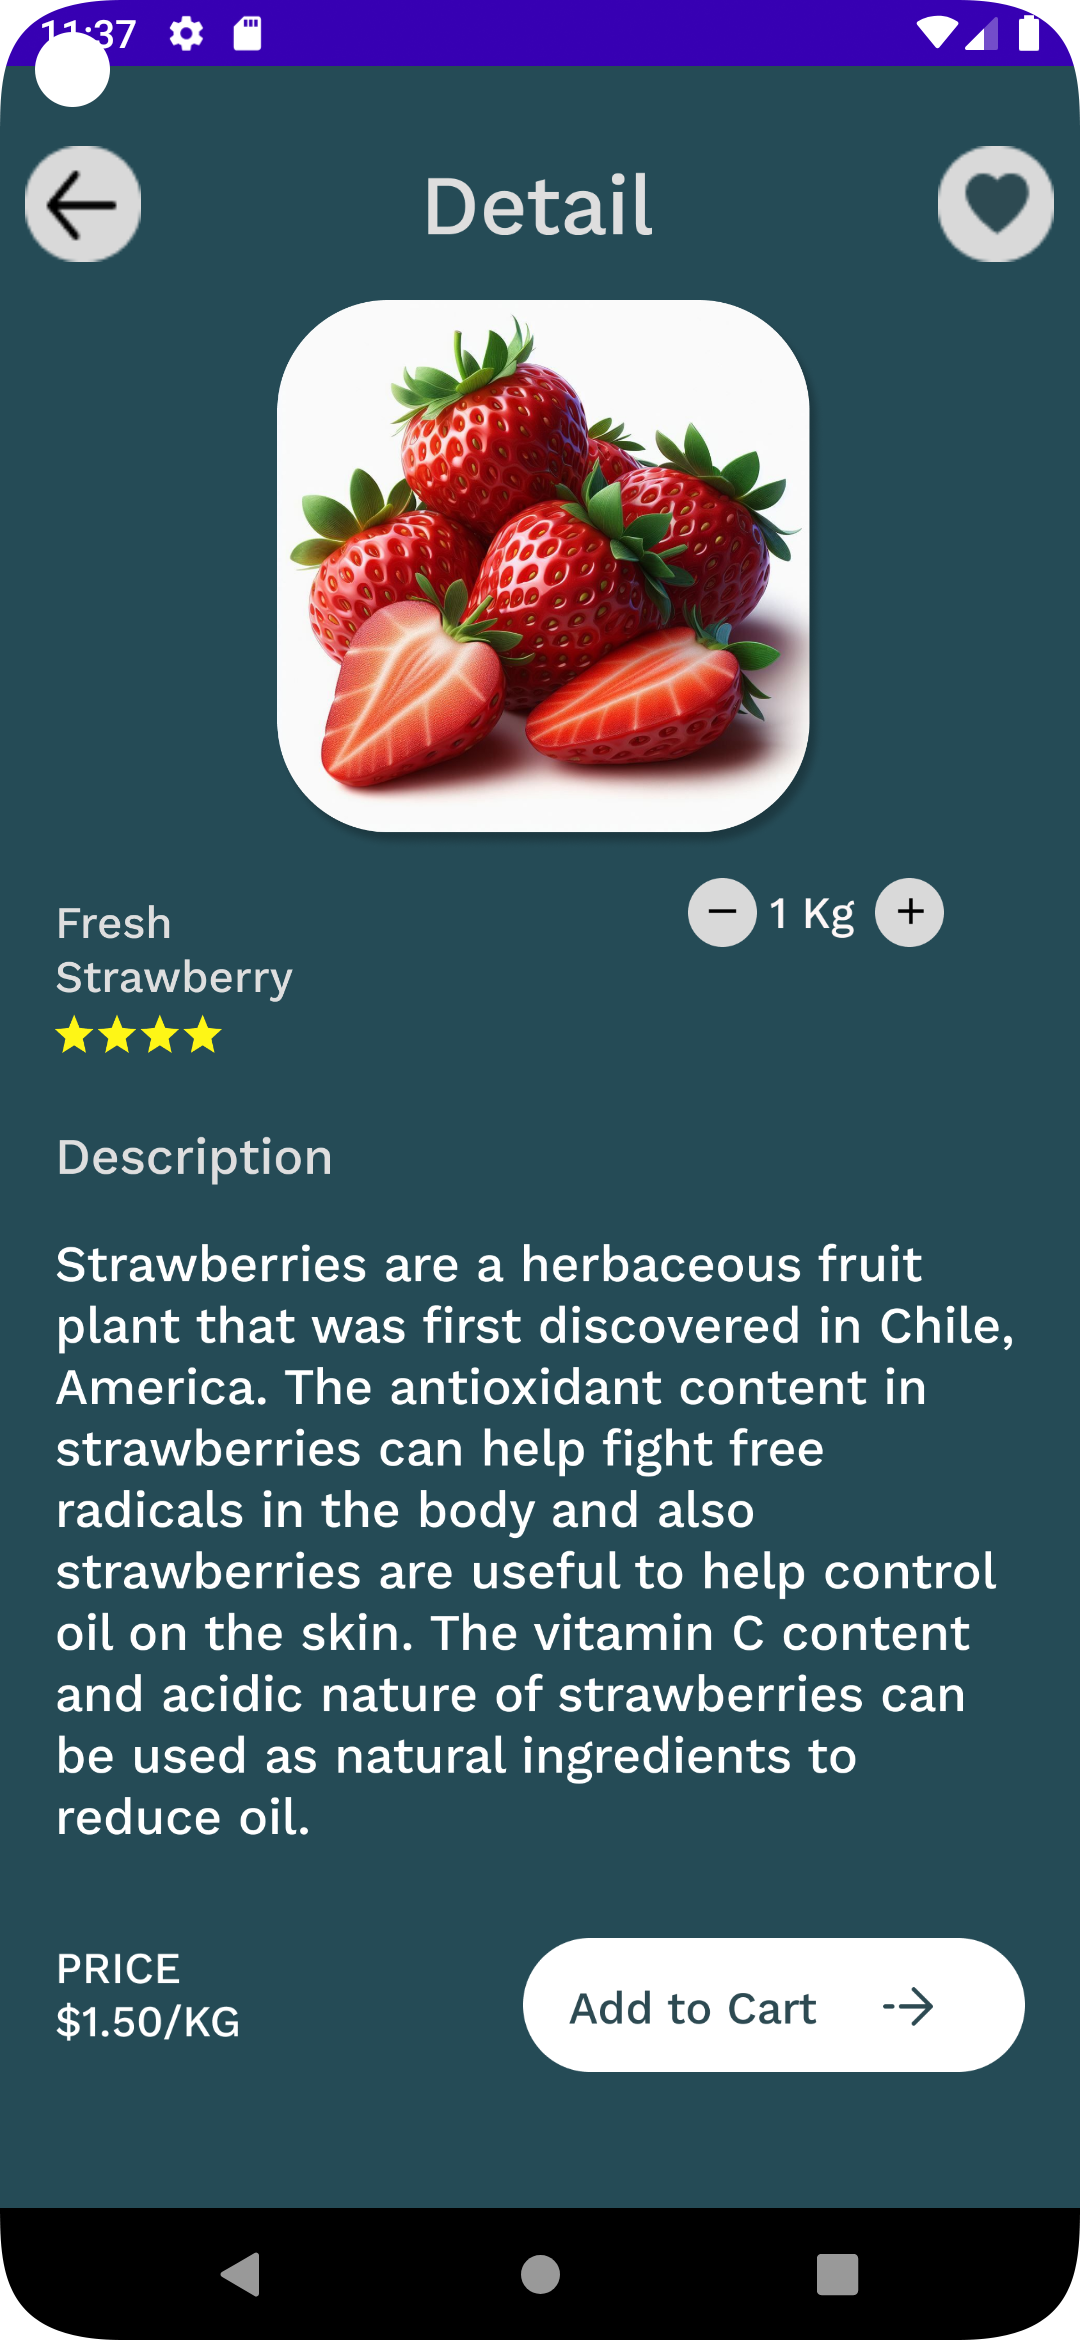 Detail
Fresh
1 Kg
Strawberry
Description
Strawberries are a herbaceous fruit
plant that was first discovered in Chile,
America. The antioxidant content in
strawberries can help fight free
radicals in the body and also
strawberries are useful to help control
oil on the skin. The vitamin C content
and acidic nature of strawberries can
be used as natural ingredients to
reduce oil.
PRICE
$1.50/KG
Add to Cart